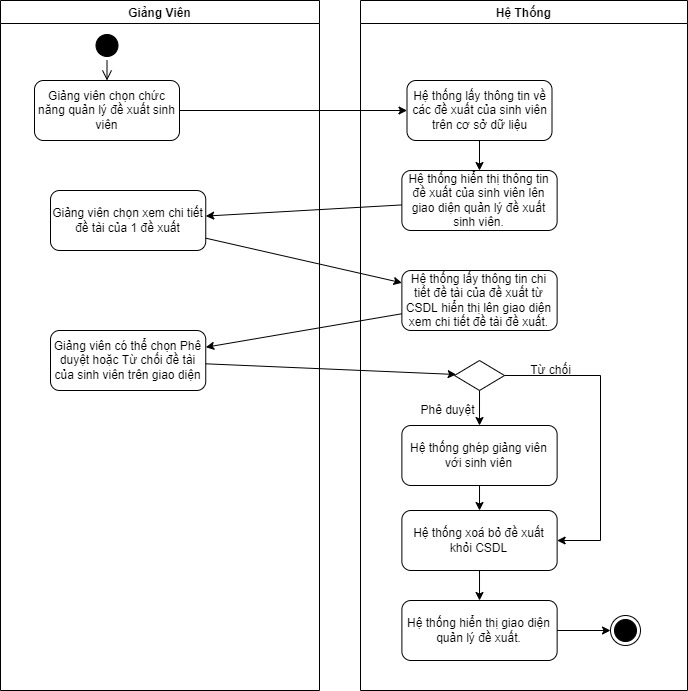 Giảng Viên
Hệ Thống
Giảng viên chọn chức
năng quản lý đề xuất sinh
viên
Hệ thống lấy thông tin về
các đề xuất của sinh viên
trên cơ sở dữ liệu
Hệ thống hiển thị thông tin
đề xuất của sinh viên lên
giao diện quản lý đề xuất
sinh viên.
Giảng viên chọn xem chi tiết
đề tài của 1 đề xuất
Hệ thống lấy thông tin chi
tiết đề tài của đề xuất từ
CSDL hiển thị lên giao diện
xem chi tiết đề tài đề xuất.
Giảng viên có thể chọn Phê
duyệt hoặc Từ chối đề tài
của sinh viên trên giao diện
Từ chối
Phê duyệt
Hệ thống ghép giảng viên
với sinh viên
Hệ thống xoá bỏ đề xuất
khỏi CSDL
Hệ thống hiển thị giao diện
quản lý đề xuất.